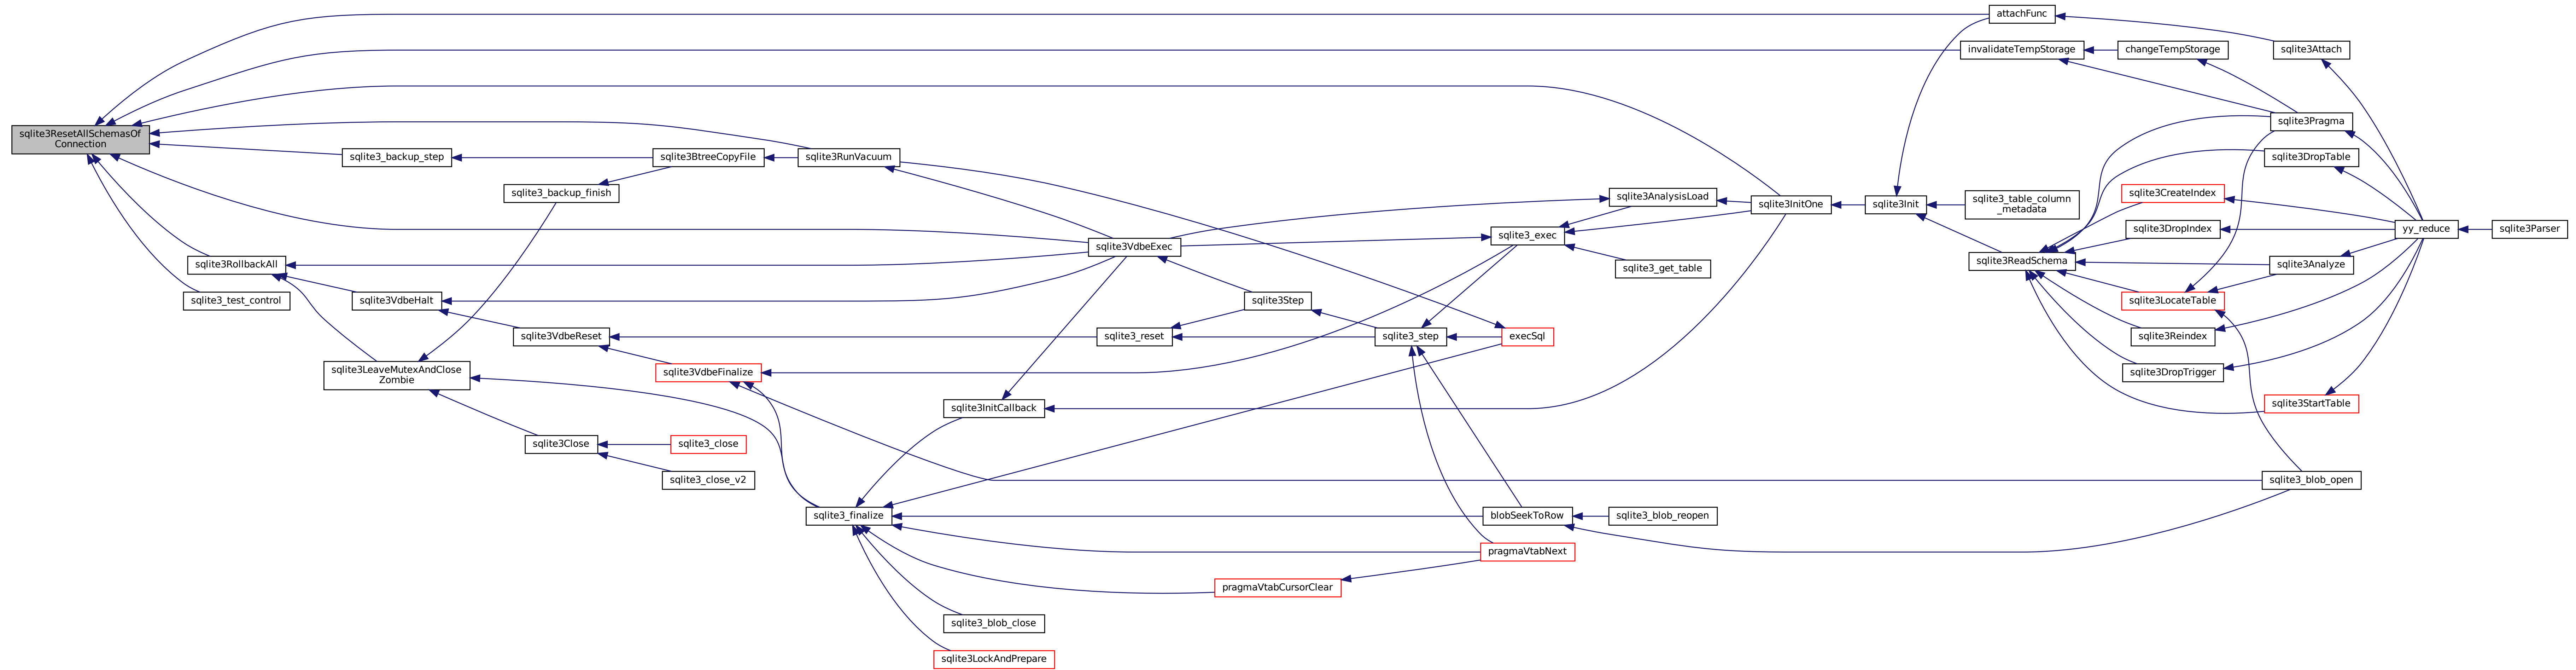 attachFunc
invalidateTempStorage
changeTempStorage
sqlite3Attach
sqlite3ResetAllSchemasOf
Connection
sqlite3Pragma
sqlite3_backup_step
sqlite3BtreeCopyFile
sqlite3RunVacuum
sqlite3DropTable
sqlite3_backup_finish
sqlite3AnalysisLoad
sqlite3InitOne
sqlite3Init
sqlite3_table_column
_metadata
sqlite3CreateIndex
sqlite3DropIndex
yy_reduce
sqlite3Parser
sqlite3VdbeExec
sqlite3_exec
sqlite3RollbackAll
sqlite3_get_table
sqlite3ReadSchema
sqlite3Analyze
sqlite3_test_control
sqlite3VdbeHalt
sqlite3Step
sqlite3LocateTable
sqlite3VdbeReset
sqlite3_reset
sqlite3_step
execSql
sqlite3Reindex
sqlite3LeaveMutexAndClose
Zombie
sqlite3VdbeFinalize
sqlite3DropTrigger
sqlite3InitCallback
sqlite3StartTable
sqlite3Close
sqlite3_close
sqlite3_close_v2
sqlite3_blob_open
sqlite3_finalize
blobSeekToRow
sqlite3_blob_reopen
pragmaVtabNext
pragmaVtabCursorClear
sqlite3_blob_close
sqlite3LockAndPrepare